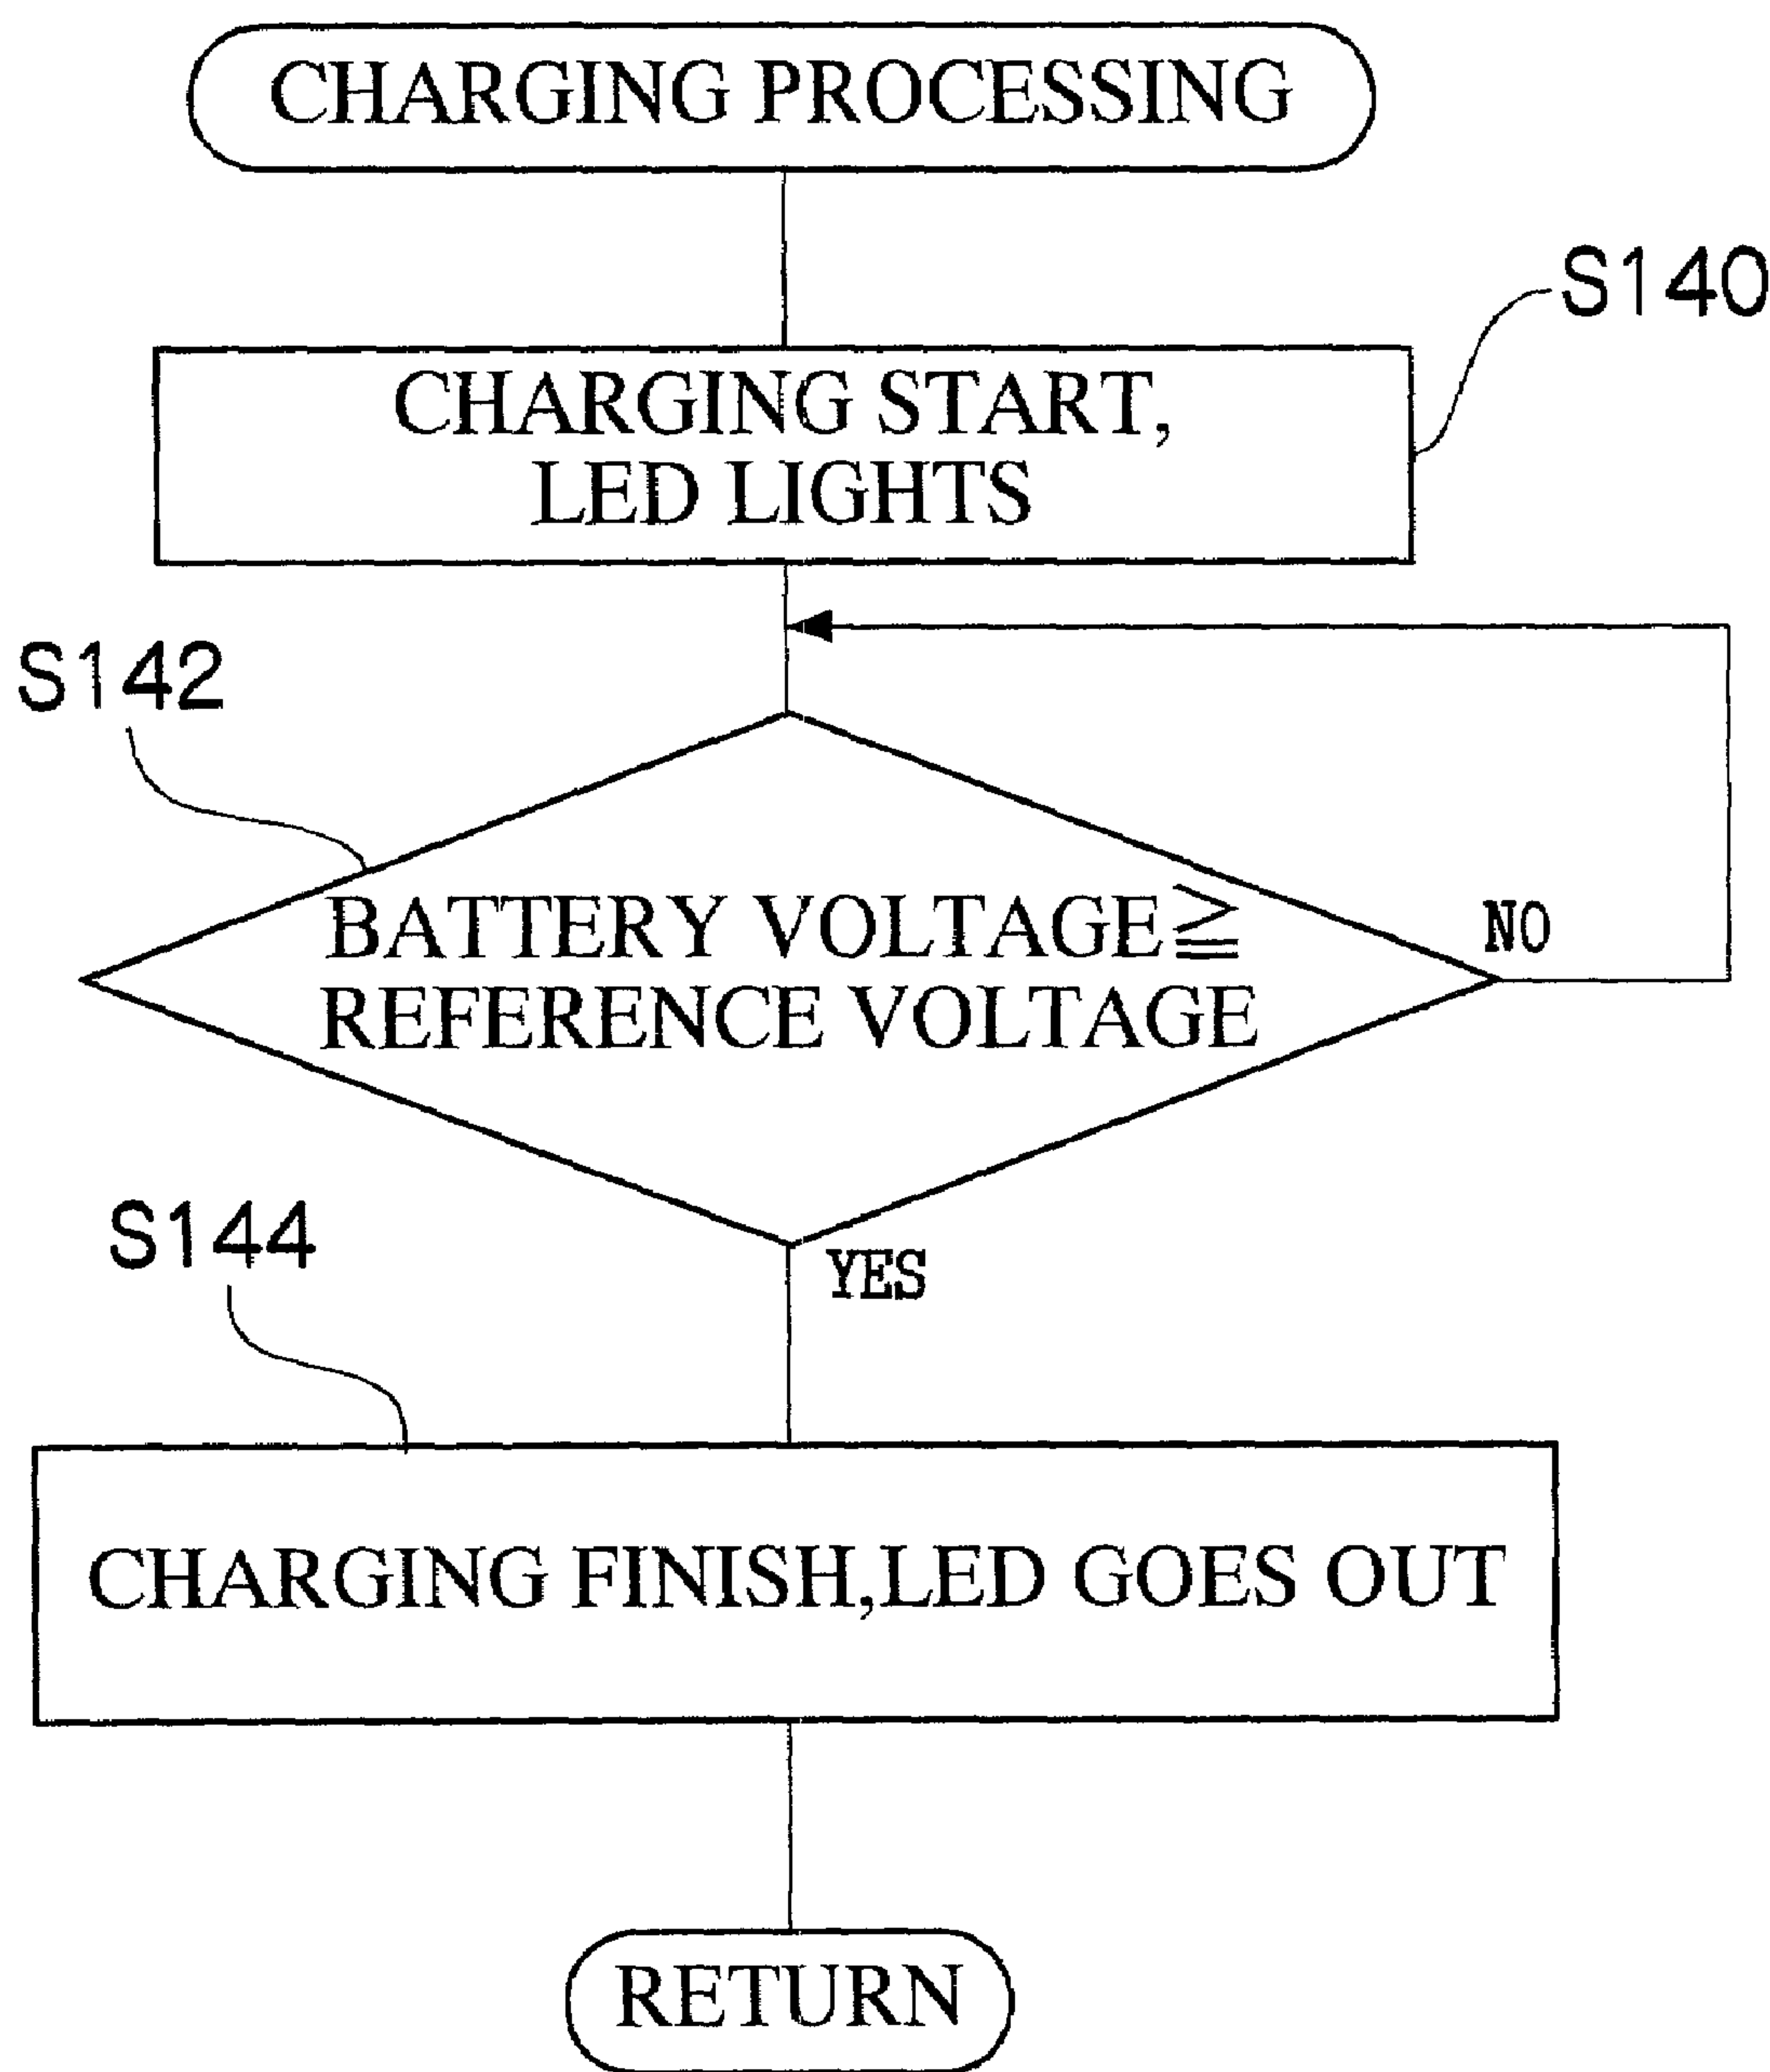 CHARGING PROCESSING
S140
CHARGING START,
LED LIGHTS
S142
BATTERY VOLTAGE≧
REFERENCE VOLTAGE
NO
YES
S144
CHARGING FINISH,LED GOES OUT
RETURN